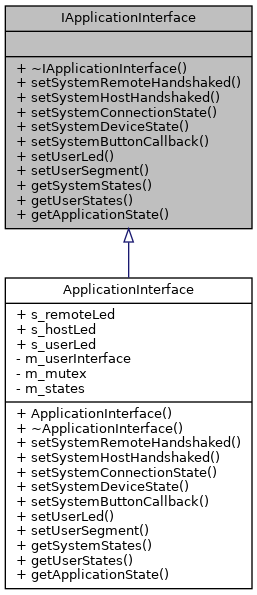 IApplicationInterface
+ ~IApplicationInterface()
+ setSystemRemoteHandshaked()
+ setSystemHostHandshaked()
+ setSystemConnectionState()
+ setSystemDeviceState()
+ setSystemButtonCallback()
+ setUserLed()
+ setUserSegment()
+ getSystemStates()
+ getUserStates()
+ getApplicationState()
ApplicationInterface
+ s_remoteLed
+ s_hostLed
+ s_userLed
- m_userInterface
- m_mutex
- m_states
+ ApplicationInterface()
+ ~ApplicationInterface()
+ setSystemRemoteHandshaked()
+ setSystemHostHandshaked()
+ setSystemConnectionState()
+ setSystemDeviceState()
+ setSystemButtonCallback()
+ setUserLed()
+ setUserSegment()
+ getSystemStates()
+ getUserStates()
+ getApplicationState()